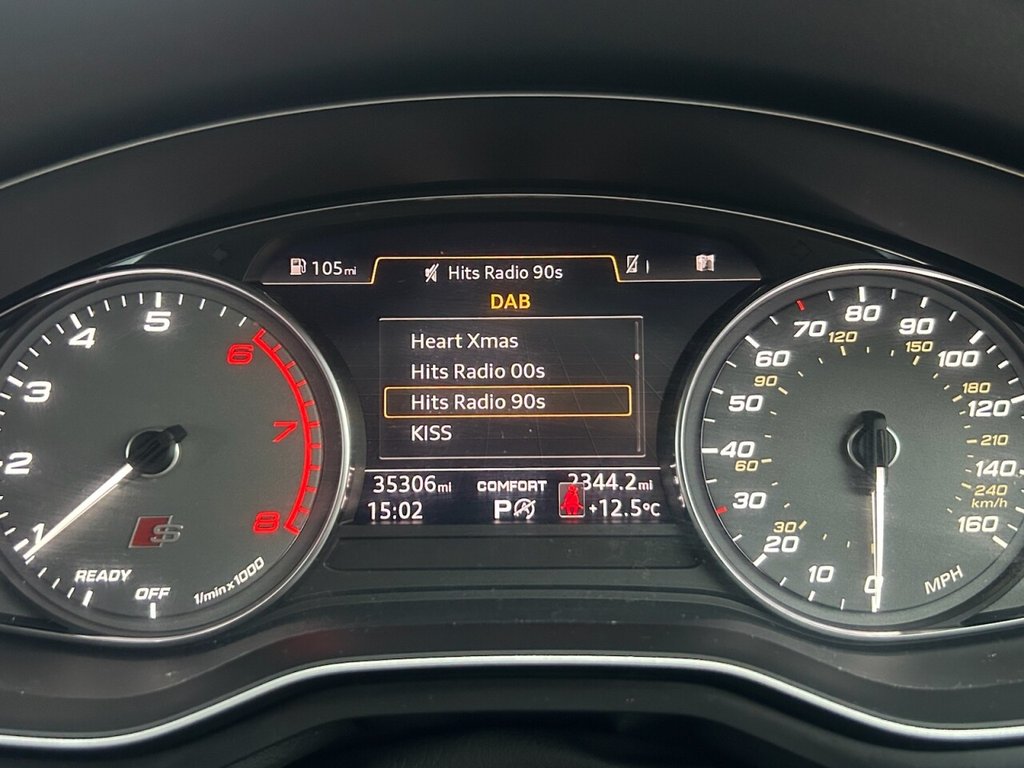 105mi
Hits Radio 90s
DAB
Heart Xmas
Hits Radio 00s
Hits Radio 90s
KISS
35306mi
COMFORT
2344.2mi
15:02
P
+12.5°C
1
2
3
4
5
6
7
8
S
READY
OFF
1/min x 1000
0
10
20
30
40
50
60
70
80
90
100
120
140
160
MPH
30
60
90
120
150
180
210
240
km/h